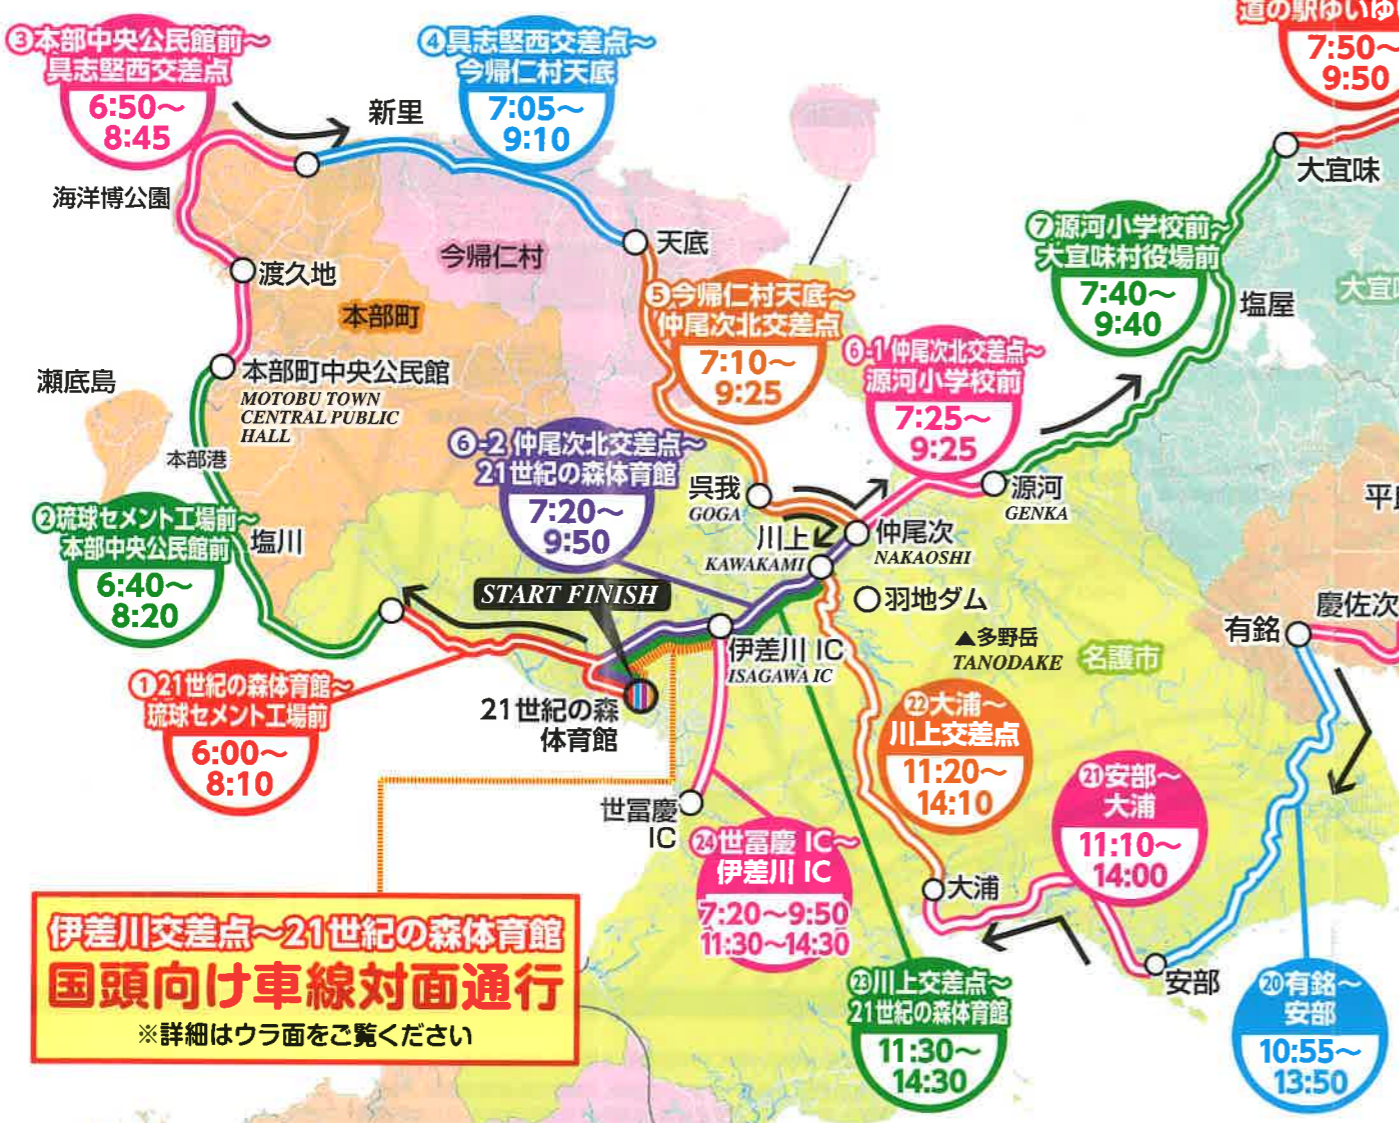 ③本部中央公民館前～
具志堅西交差点
6:50～
8:45
④具志堅西交差点～
今帰仁村天底
7:05～
9:10
道の駅ゆいゆい
7:50～
9:50
新里
海洋博公園
大宜味
⑦源河小学校前～
大宜味村役場前
7:40～
9:40
塩屋
今帰仁村
天底
渡久地
本部町
⑤今帰仁村天底～
仲尾次北交差点
7:10～
9:25
⑥-1 仲尾次北交差点～
源河小学校前
7:25～
9:25
瀬底島
本部町中央公民館
MOTOBU TOWN
CENTRAL PUBLIC
HALL
本部港
⑥-2 仲尾次北交差点～
21世紀の森体育館
7:20～
9:50
呉我
GOGA
源河
GENKA
②琉球セメント工場前～
本部中央公民館前
6:40～
8:20
塩川
川上
KAWAKAMI
仲尾次
NAKAOSHI
START FINISH
羽地ダム
▲多野岳
TANODAKE
名護市
有銘
慶佐次
伊差川 IC
ISAGAWA IC
①21世紀の森体育館～
琉球セメント工場前
6:00～
8:10
21世紀の森
体育館
㉒大浦～
川上交差点
11:20～
14:10
㉑安部～
大浦
11:10～
14:00
世冨慶
IC
㉔世冨慶 IC～
伊差川 IC
7:20～9:50
11:30～14:30
大浦
安部
伊差川交差点～21世紀の森体育館
国頭向け車線対面通行
※詳細はウラ面をご覧ください
㉓川上交差点～
21世紀の森体育館
11:30～
14:30
⑳有銘～
安部
10:55～
13:50